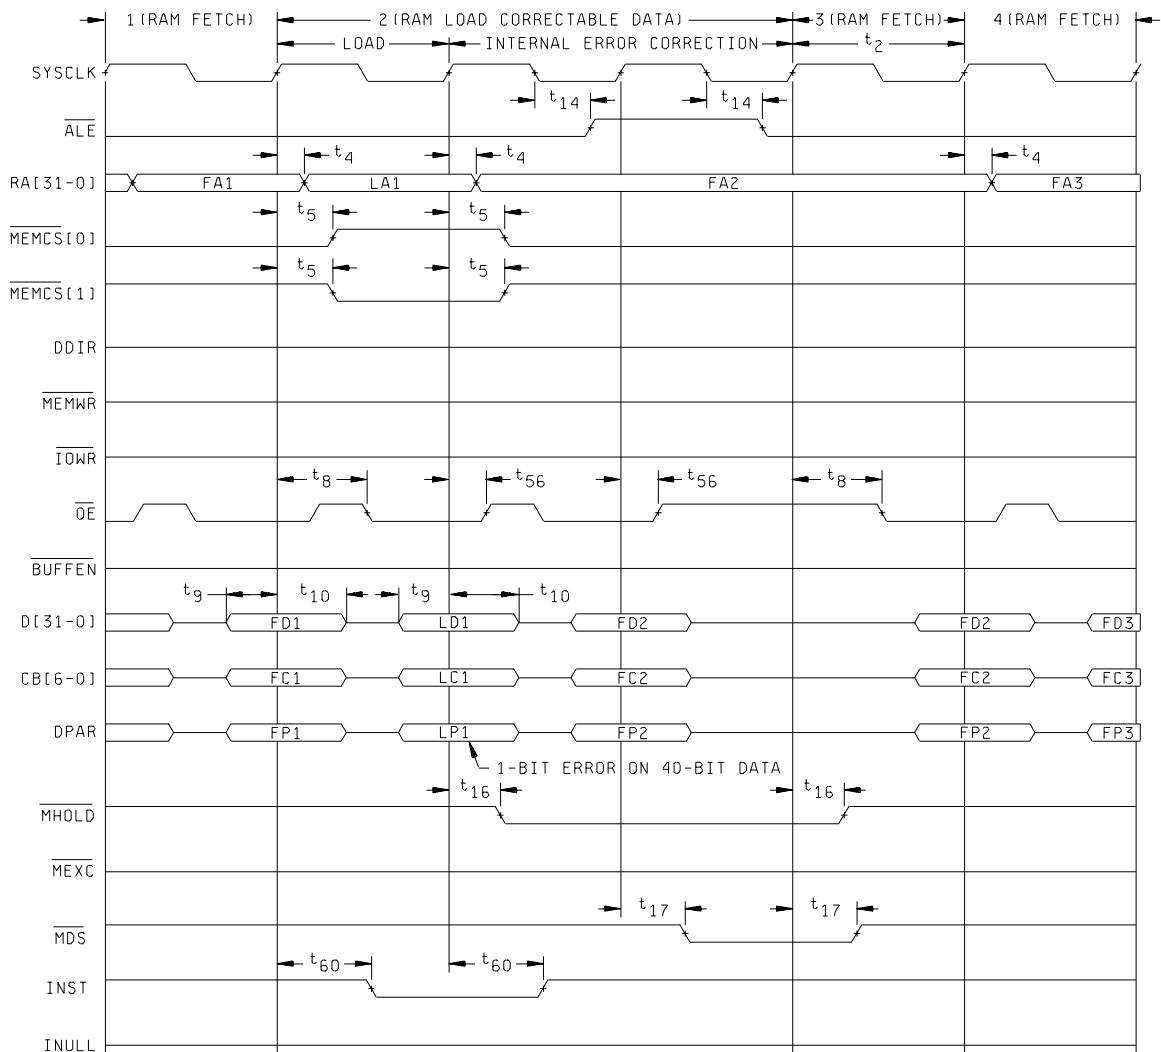 1(RAM FETCH) 2(RAM LOAD CORRECTABLE DATA) 3(RAM FETCH) 4(RAM FETCH)
LOAD INTERNAL ERROR CORRECTION t2
SYSCLK
t14 t14
ALE
t4 t4 t4
RA[31-0] FA1 LA1 FA2 FA3
t5 t5
MEMCS[0]
t5 t5
MEMCS[1]
DDIR
MEMWR
IOWR
t8 t56 t56 t8
OE
BUFFEN
t9 t10 t9 t10
D[31-0] FD1 LD1 FD2 FD2 FD3
CB[6-0] FC1 LC1 FC2 FC2 FC3
DPAR FP1 LP1 FP2 FP2 FP3
1-BIT ERROR ON 40-BIT DATA
t16 t16
MHOLD
MEXC
t17 t17
MDS
t60 t60
INST
INULL